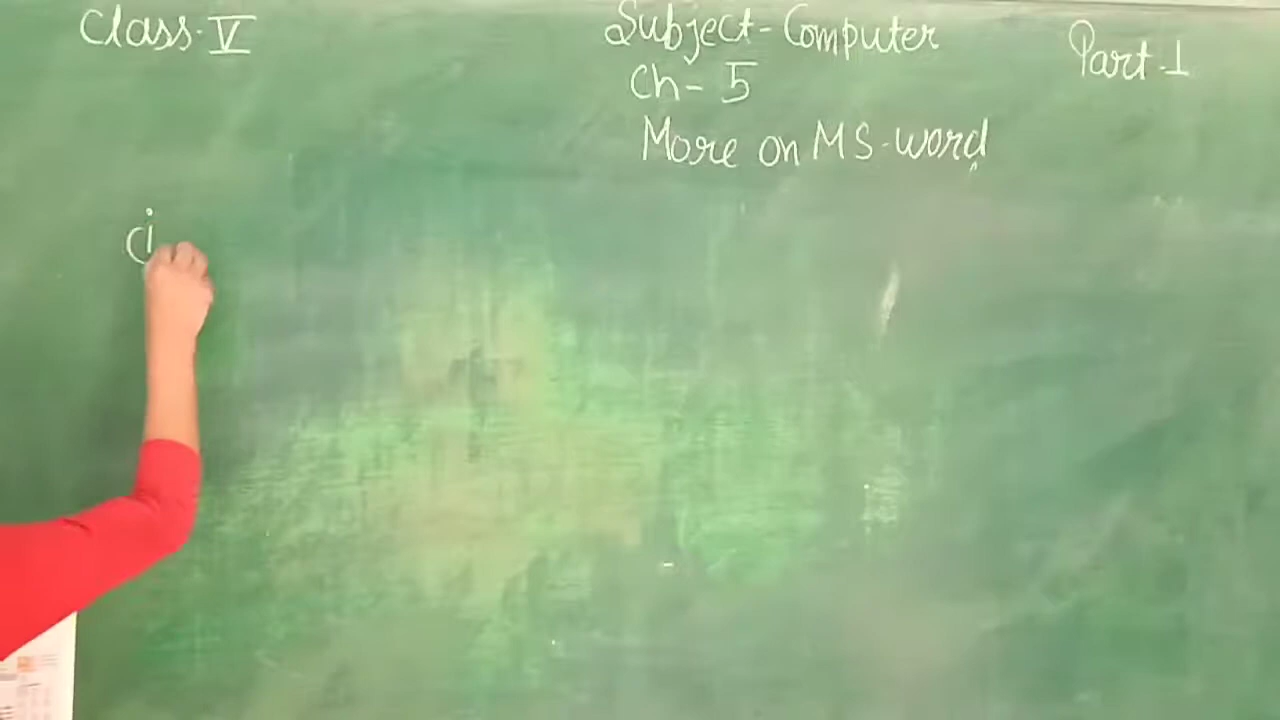 Class-V
Subject-Computer
Part-1
Ch-5
More on MS-word
(i